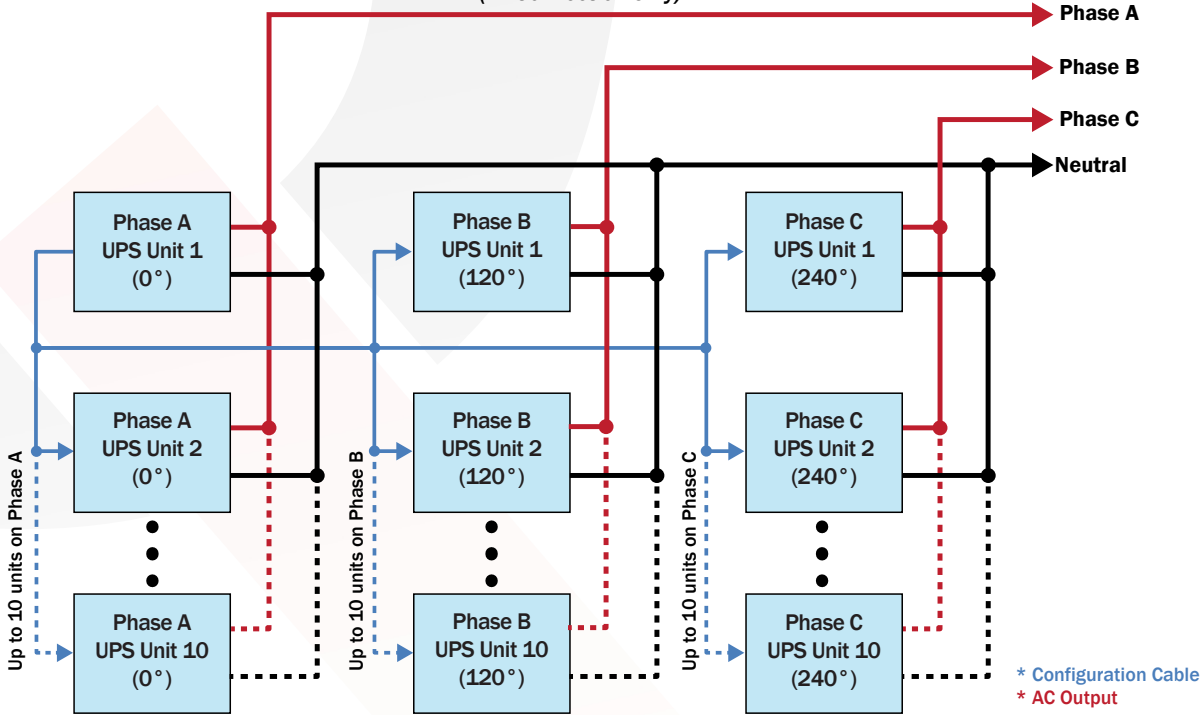 Phase A
Phase B
Phase C
Neutral
Phase A
UPS Unit 1
(0°)
Phase B
UPS Unit 1
(120°)
Phase C
UPS Unit 1
(240°)
Phase A
UPS Unit 2
(0°)
Phase B
UPS Unit 2
(120°)
Phase C
UPS Unit 2
(240°)
Up to 10 units on Phase A
Up to 10 units on Phase B
Up to 10 units on Phase C
Phase A
UPS Unit 10
(0°)
Phase B
UPS Unit 10
(120°)
Phase C
UPS Unit 10
(240°)
* Configuration Cable
* AC Output